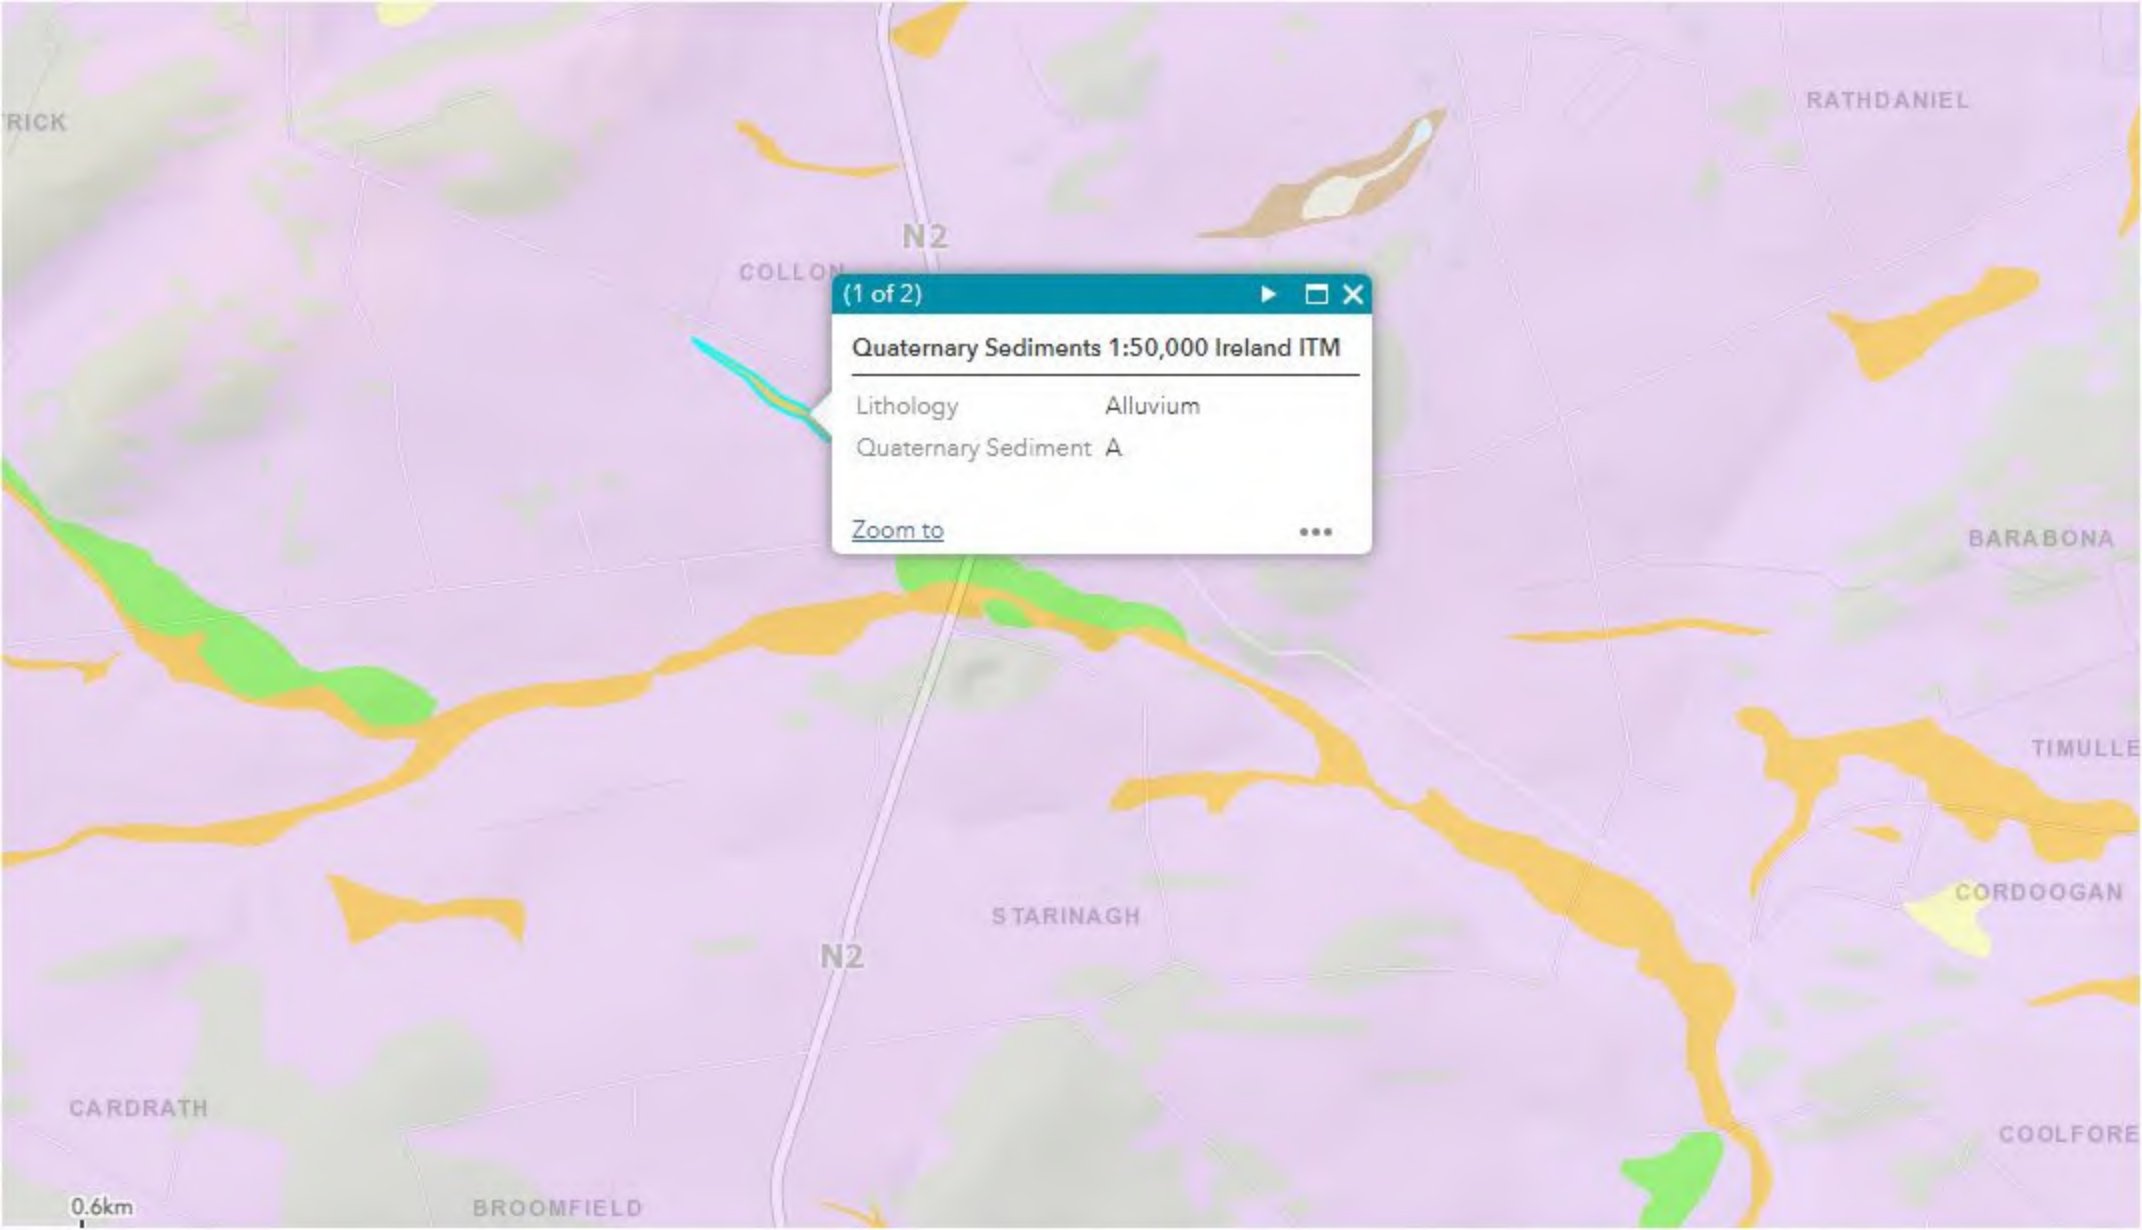 RATHDANIEL
RICK
N2
COLLON
(1 of 2)
Quaternary Sediments 1:50,000 Ireland ITM
Lithology Alluvium
Quaternary Sediment A
Zoom to
BARABONA
TIMULLE
CORDOOGAN
STARINAGH
N2
CARDRATH
COOLFORE
0.6km
BROOMFIELD